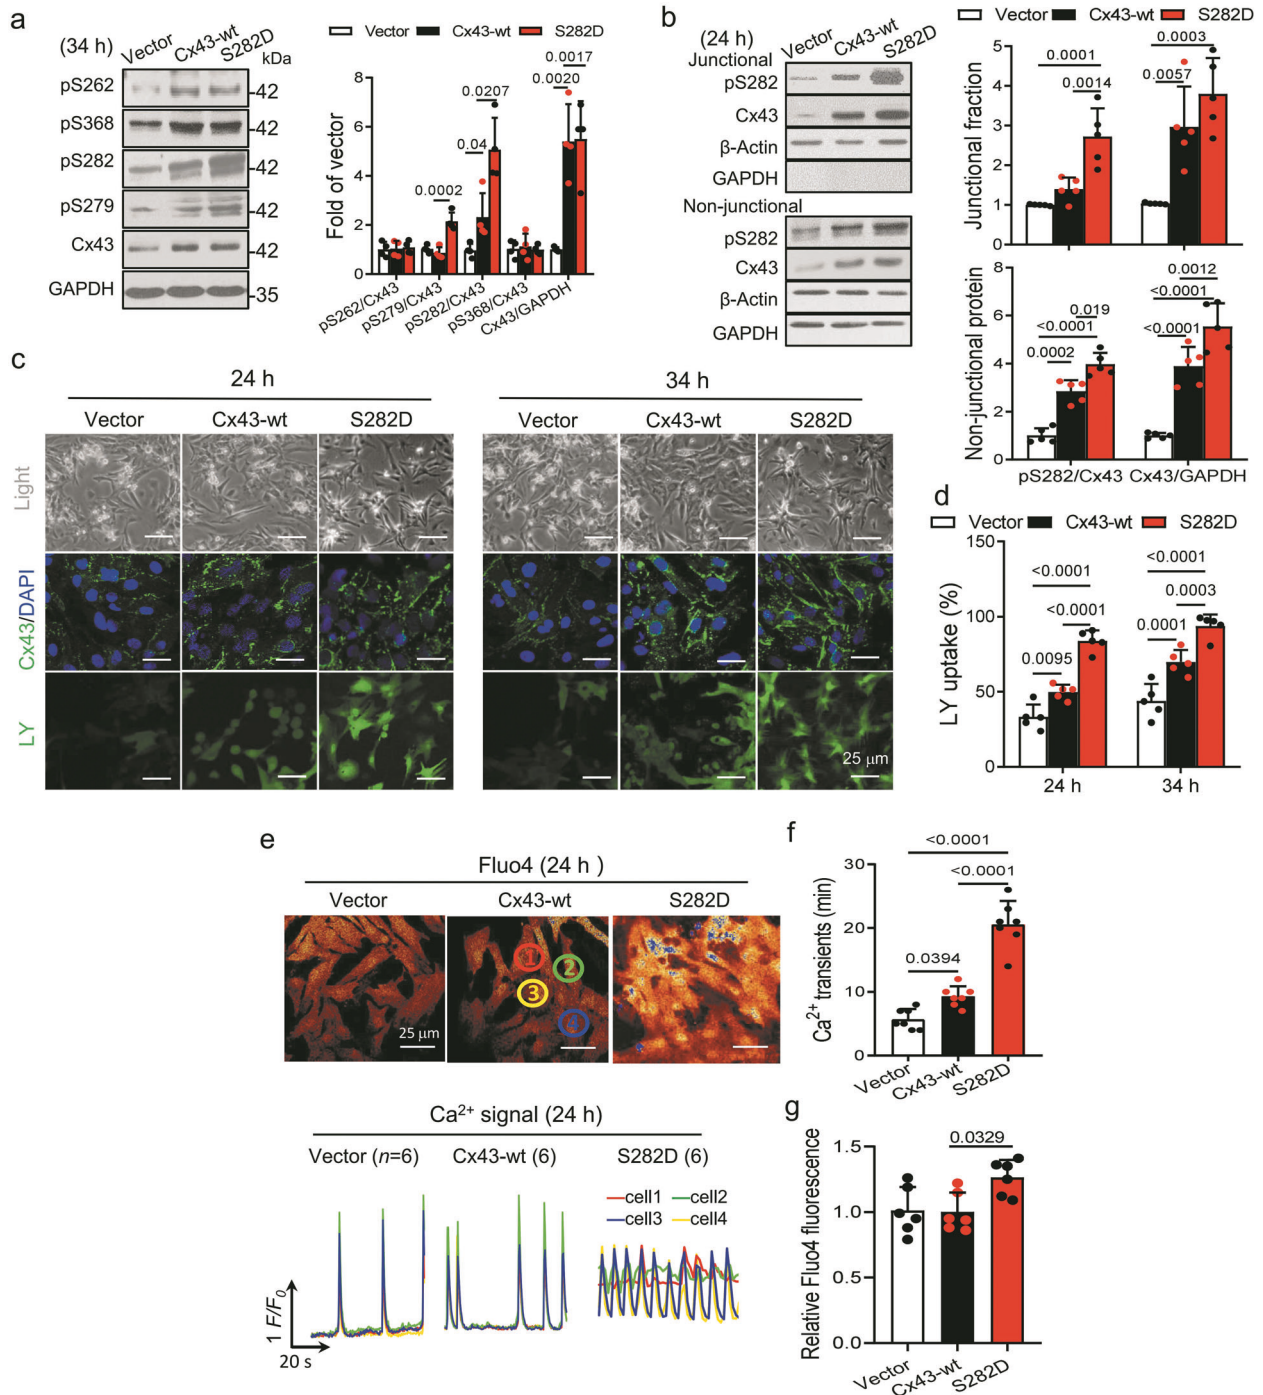 a
(34 h)
Vector
Cx43-wt
S282D
kDa
pS262
-42
pS368
-42
pS282
-42
pS279
-42
Cx43
-42
GAPDH
-35
Vector Cx43-wt S282D
Fold of vector
8
6
4
2
0
0.0002
0.04
0.0207
0.0020
0.0017
pS262/Cx43
pS279/Cx43
pS282/Cx43
pS368/Cx43
Cx43/GAPDH
b
(24 h)
Vector
Cx43-wt
S282D
Junctional
pS282
Cx43
β-Actin
GAPDH
Non-junctional
pS282
Cx43
β-Actin
GAPDH
Vector Cx43-wt S282D
Junctional fraction
5
4
3
2
1
0
0.0001
0.0014
0.0003
0.0057
Non-junctional protein
8
6
4
2
0
0.0002
<0.0001
0.019
<0.0001
<0.0001
0.0012
pS282/Cx43 Cx43/GAPDH
c
24 h
34 h
Vector Cx43-wt S282D
Vector Cx43-wt S282D
Light
Cx43/DAPI
LY
25 μm
d
Vector Cx43-wt S282D
LY uptake (%)
150
100
50
0
<0.0001
<0.0001
0.0095
<0.0001
0.0003
0.0001
24 h 34 h
e
Fluo4 (24 h )
Vector Cx43-wt S282D
25 μm
1
2
3
4
Ca²⁺ signal (24 h)
Vector (n=6) Cx43-wt (6) S282D (6)
cell1 cell2
cell3 cell4
1 F/F₀
20 s
f
Ca²⁺ transients (min)
30
20
10
0
<0.0001
<0.0001
0.0394
Vector
Cx43-wt
S282D
g
Relative Fluo4 fluorescence
1.5
1.0
0.5
0.0
0.0329
Vector
Cx43-wt
S282D